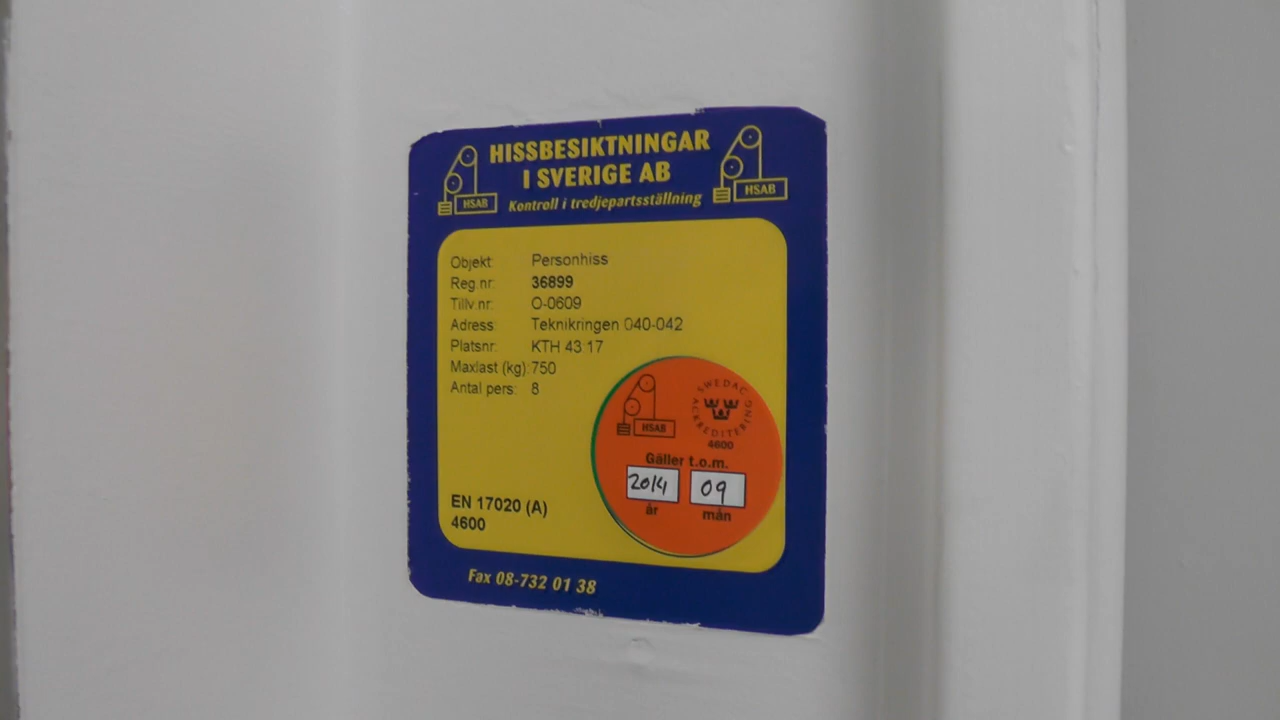 HISSBESIKTNINGAR
I SVERIGE AB
Kontroll i tredjepartsställning
HSAB
HSAB
Objekt: Personhiss
Reg.nr: 36899
Tillv.nr: O-0609
Adress: Teknikringen 040-042
Platsnr: KTH 43:17
Maxlast (kg): 750
Antal pers: 8
HSAB
SWEDAC
ACKREDITERING
4600
Gäller t.o.m.
2014 09
år mån
EN 17020 (A)
4600
Fax 08-732 01 38